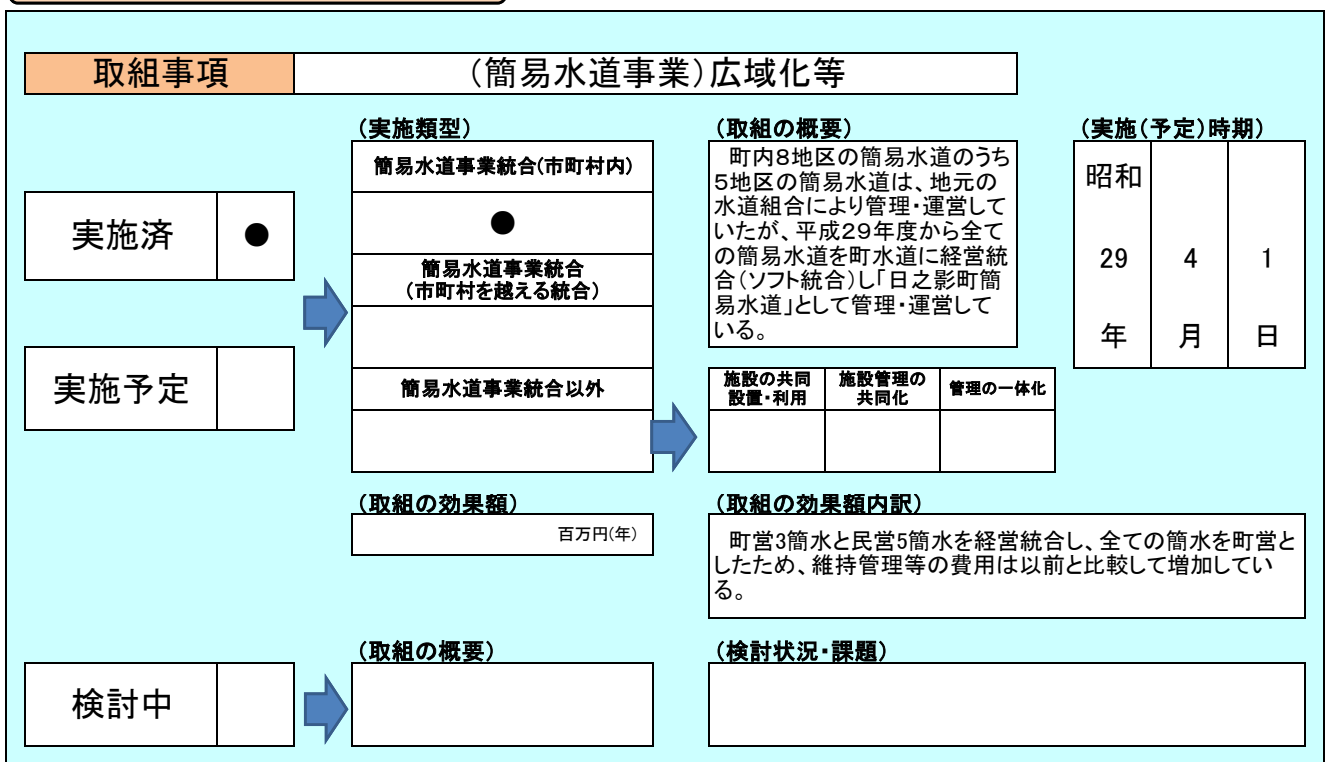 取組事項
(簡易水道事業)広域化等
(実施類型)
(取組の概要)
(実施(予定)時期)
実施済
●
簡易水道事業統合(市町村内)
●
簡易水道事業統合
(市町村を越える統合)
簡易水道事業統合以外
町内8地区の簡易水道のうち
5地区の簡易水道は、地元の
水道組合により管理・運営して
いたが、平成29年度から全て
の簡易水道を町水道に経営統
合(ソフト統合)し「日之影町簡
易水道」として管理・運営して
いる。
昭和
29 4 1
年 月 日
実施予定
施設の共同
設置・利用
施設管理の
共同化
管理の一体化
(取組の効果額)
百万円(年)
(取組の効果額内訳)
町営3簡水と民営5簡水を経営統合し、全ての簡水を町営と
したため、維持管理等の費用は以前と比較して増加してい
る。
(取組の概要)
(検討状況・課題)
検討中